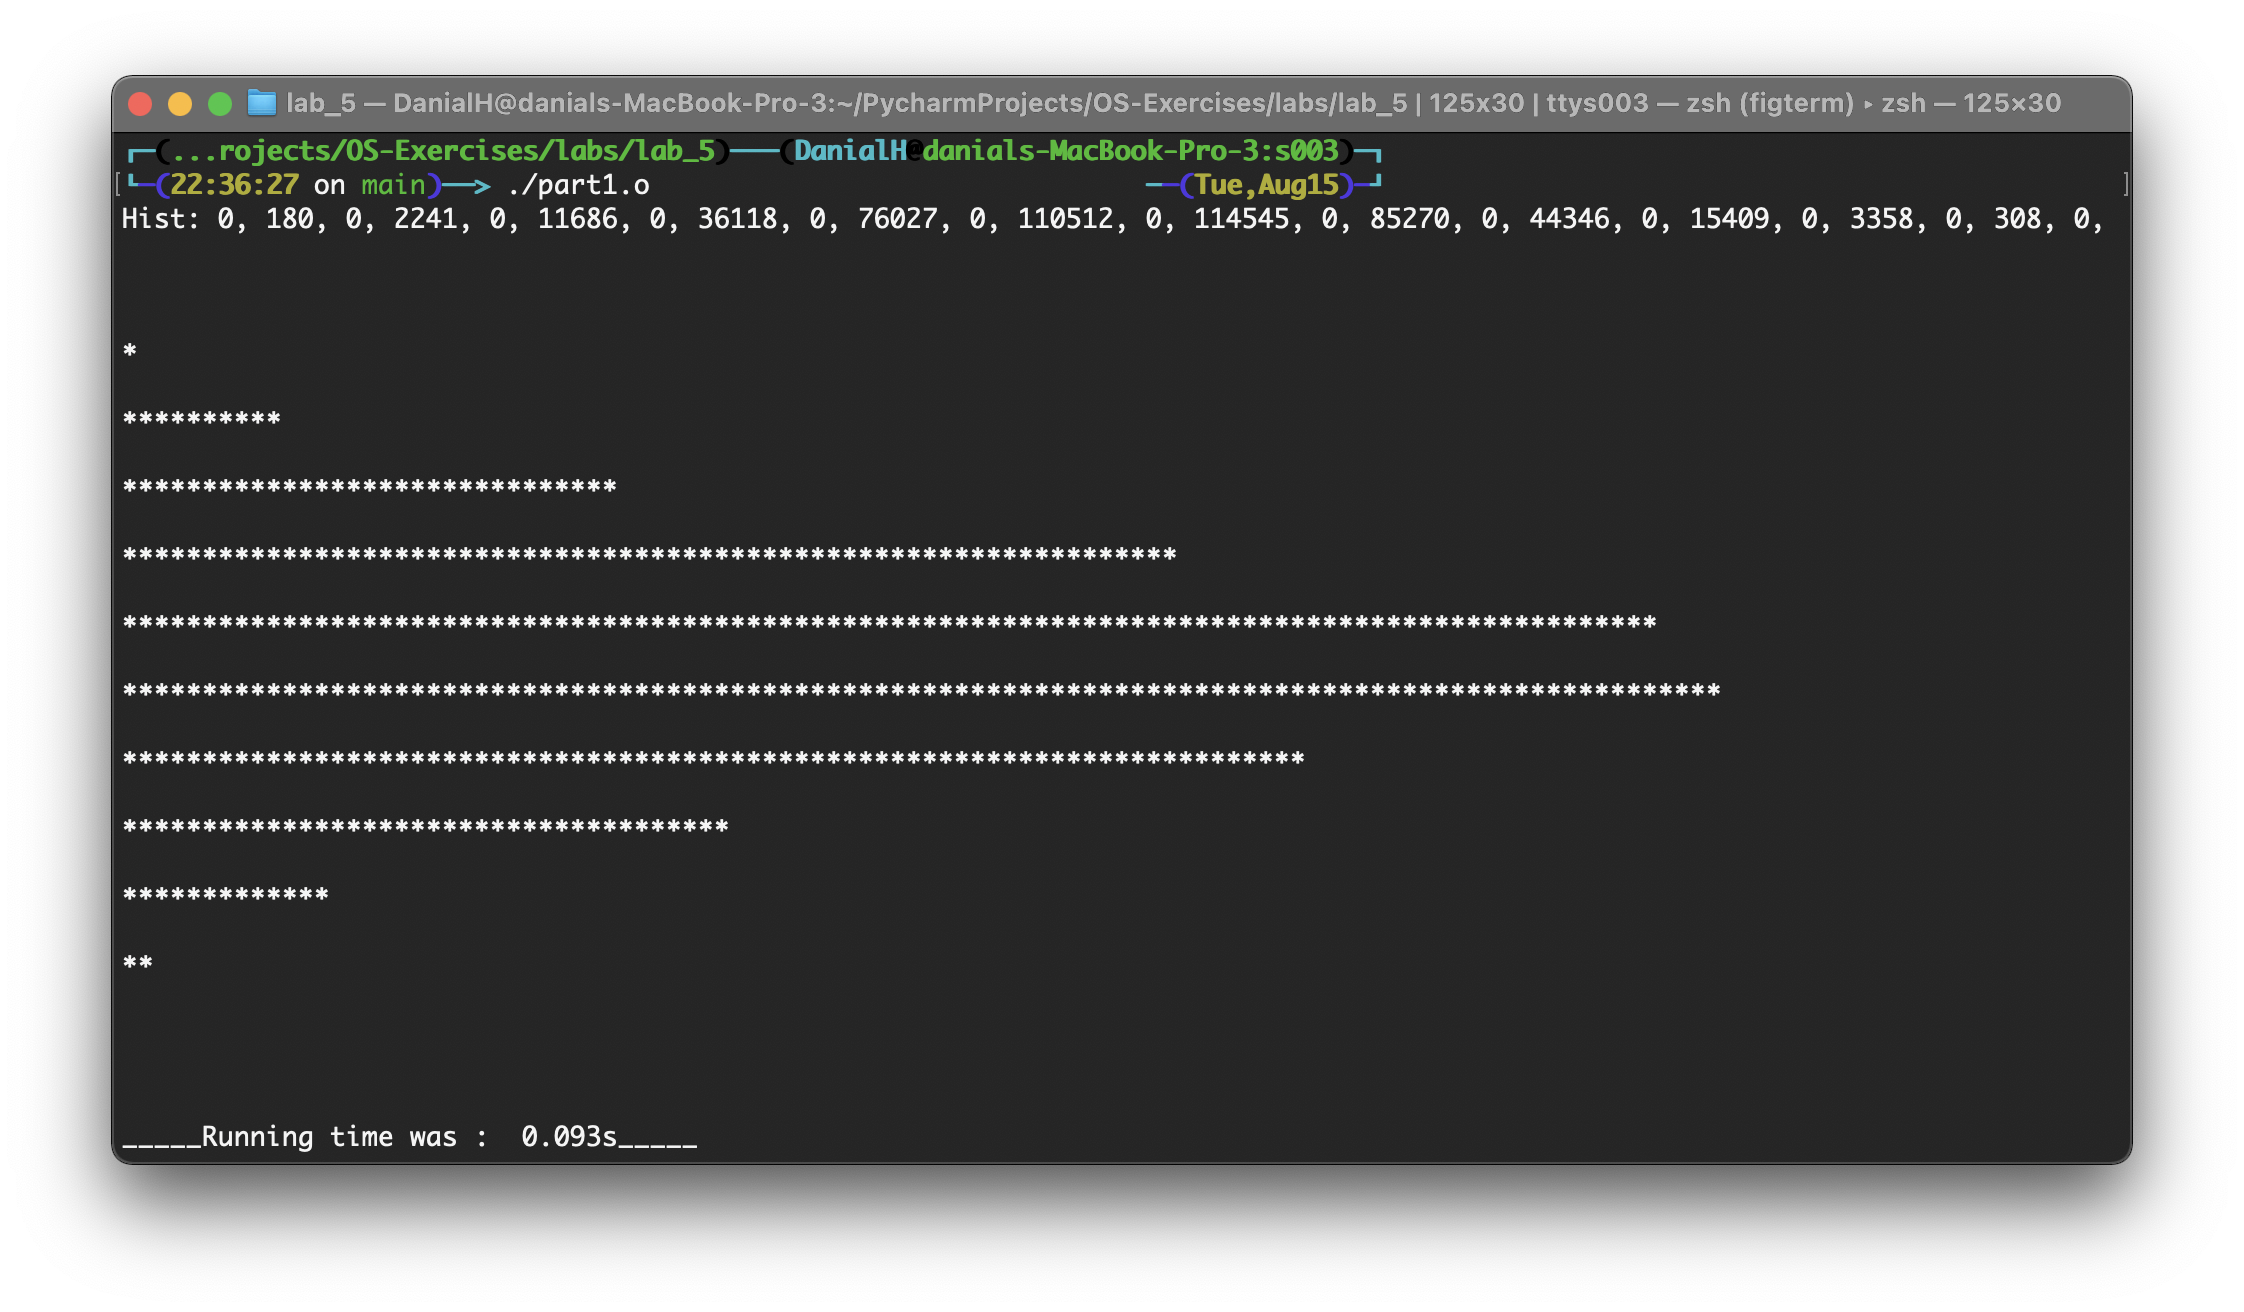 lab_5 — DanialH@danials-MacBook-Pro-3:~/PycharmProjects/OS-Exercises/labs/lab_5 | 125x30 | ttys003 — zsh (figterm) ▸ zsh — 125×30
┌─(...rojects/OS-Exercises/labs/lab_5)───(DanialH@danials-MacBook-Pro-3:s003)─┐
[└─(22:36:27 on main)──> ./part1.o ──(Tue,Aug15)─┘ ]
Hist: 0, 180, 0, 2241, 0, 11686, 0, 36118, 0, 76027, 0, 110512, 0, 114545, 0, 85270, 0, 44346, 0, 15409, 0, 3358, 0, 308, 0,
*
**********
*******************************
******************************************************************
************************************************************************************************
****************************************************************************************************
**************************************************************************
**************************************
*************
**
_____Running time was :  0.093s_____